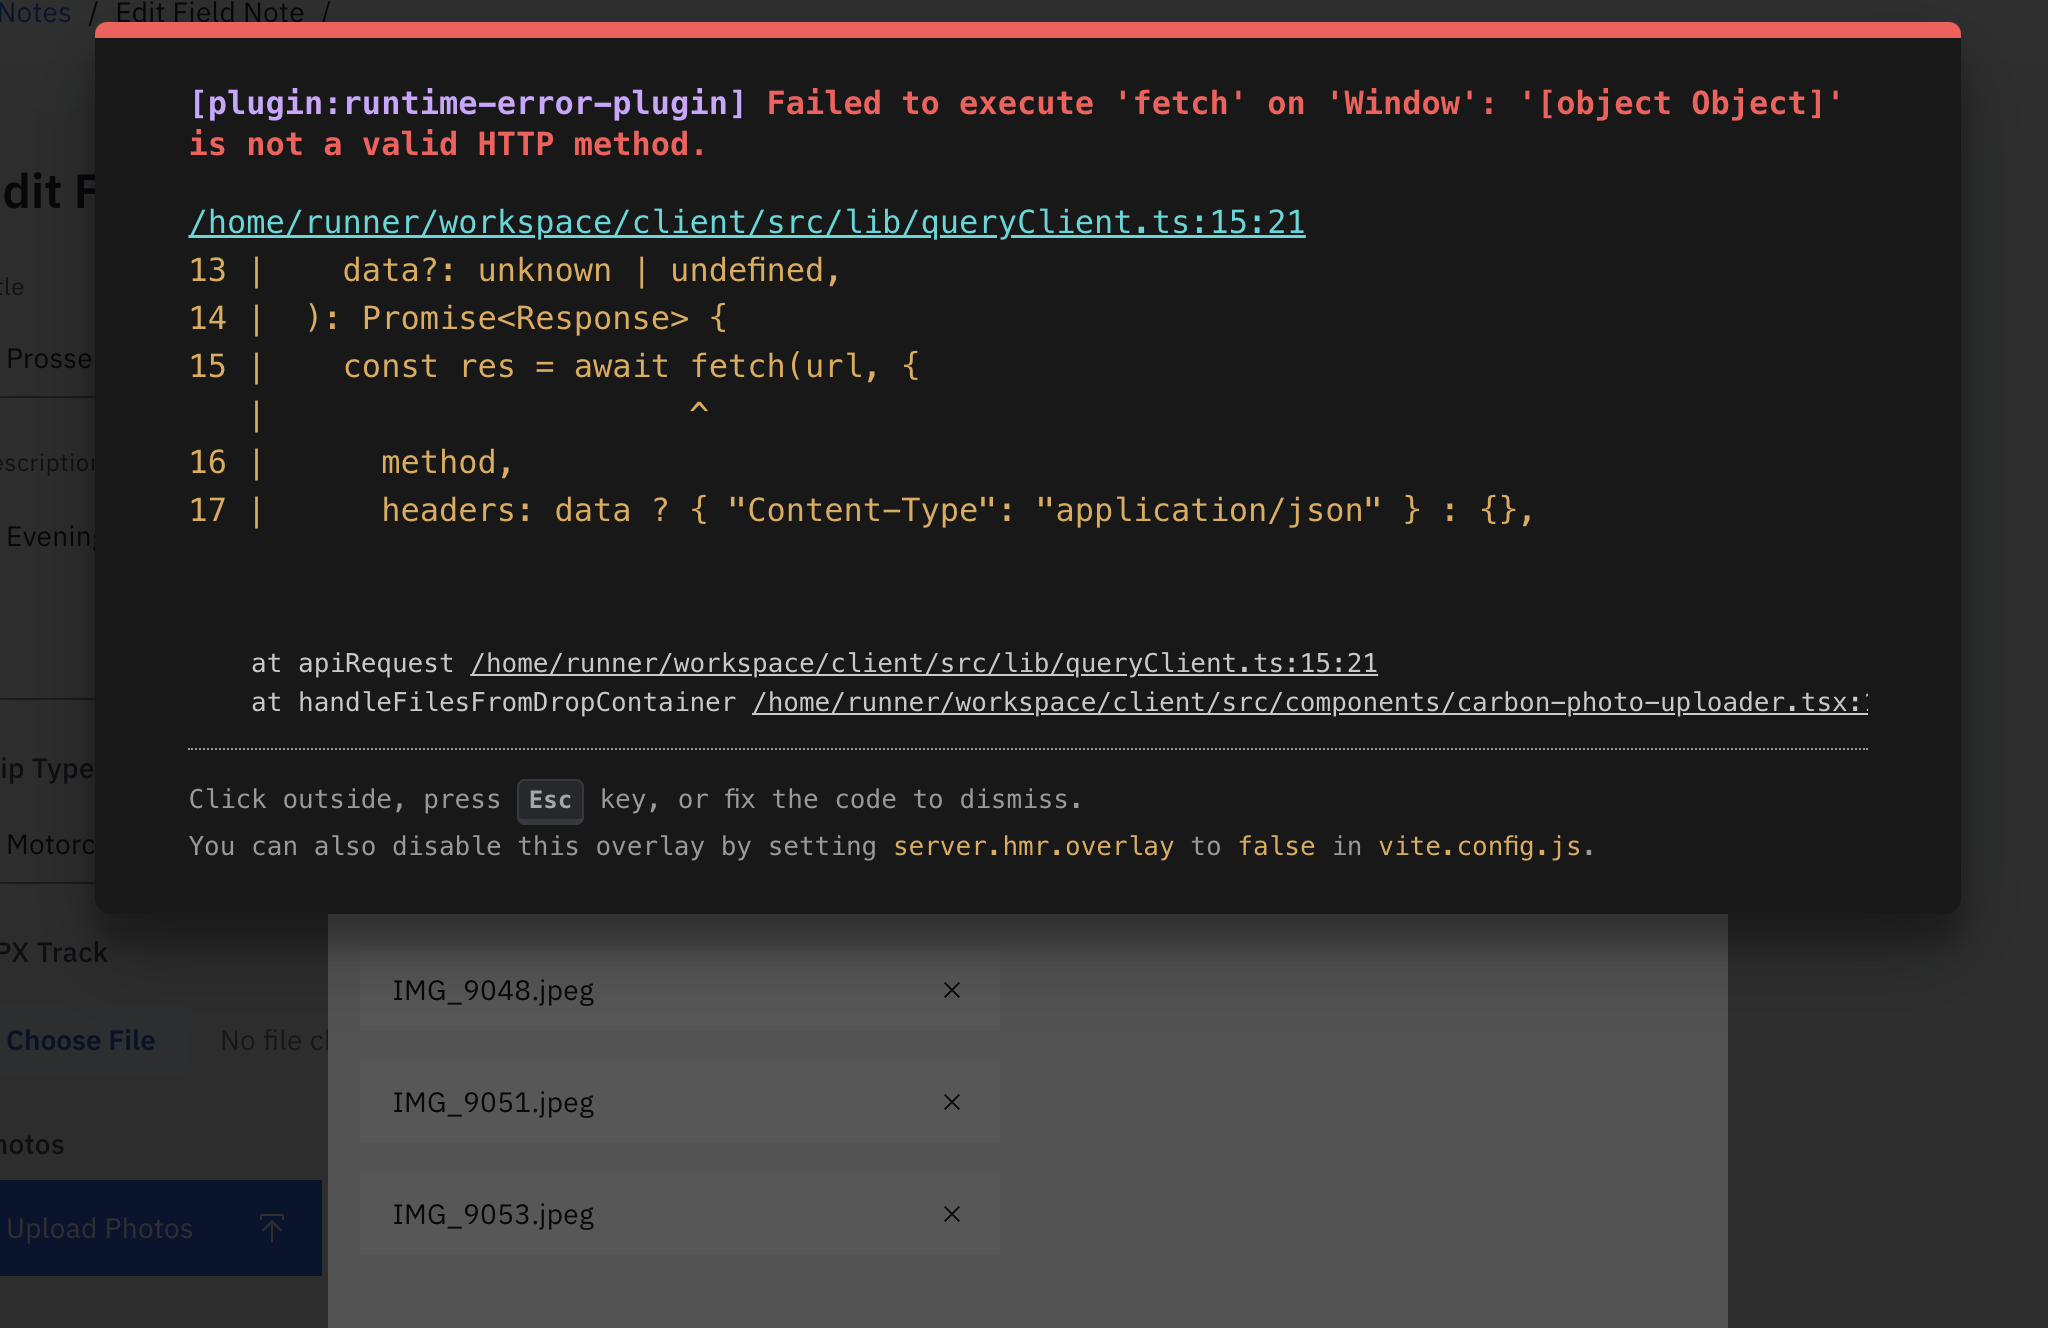 Notes / Edit Field Note /
[plugin:runtime-error-plugin] Failed to execute 'fetch' on 'Window': '[object Object]'
is not a valid HTTP method.
dit F
/home/runner/workspace/client/src/lib/queryClient.ts:15:21
13 |    data?: unknown | undefined,
tle
14 |  ): Promise<Response> {
Prosse
15 |    const res = await fetch(url, {
|                      ^
escription
16 |      method,
17 |      headers: data ? { "Content-Type": "application/json" } : {},
Evening
at apiRequest /home/runner/workspace/client/src/lib/queryClient.ts:15:21
at handleFilesFromDropContainer /home/runner/workspace/client/src/components/carbon-photo-uploader.tsx:1
ip Type
Click outside, press Esc key, or fix the code to dismiss.
Motorc
You can also disable this overlay by setting server.hmr.overlay to false in vite.config.js.
PX Track
IMG_9048.jpeg
Choose File No file ch
IMG_9051.jpeg
hotos
IMG_9053.jpeg
Upload Photos